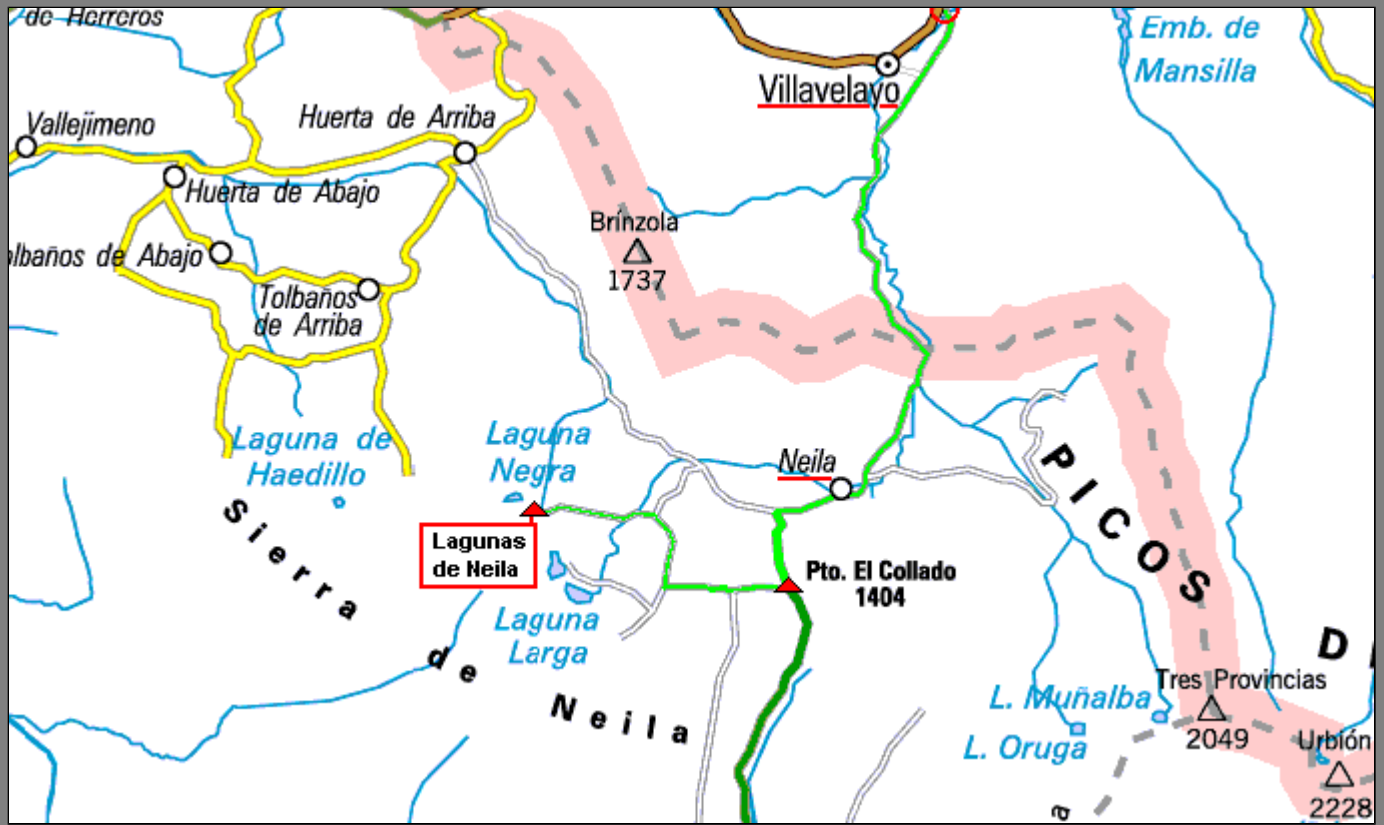 de Herreros
Emb. de
Mansilla
Villavelayo
Vallejimeno
Huerta de Arriba
Huerta de Abajo
Brínzola
1737
olbaños de Abajo
Tolbaños
de Arriba
Laguna de
Haedillo
Laguna
Negra
Neila
PICOS
Sierra
de
Neila
Lagunas
de Neila
Pto. El Collado
1404
Laguna
Larga
D
Tres Provincias
2049
L. Muñalba
L. Oruga
Urbión
2228
a